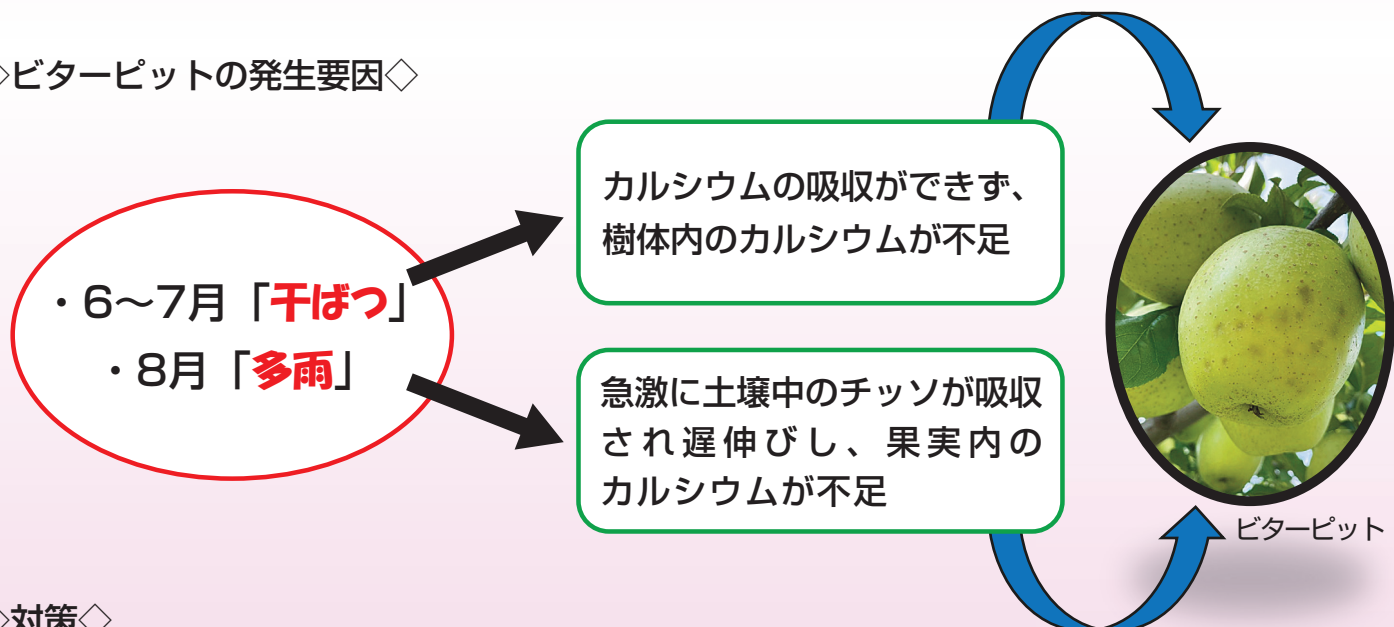 ◇ビターピットの発生要因◇
・6〜7月「干ばつ」
・8月「多雨」
カルシウムの吸収ができず、
樹体内のカルシウムが不足
急激に土壌中のチッソが吸収
され遅伸びし、果実内の
カルシウムが不足
ビターピット
◇対策◇